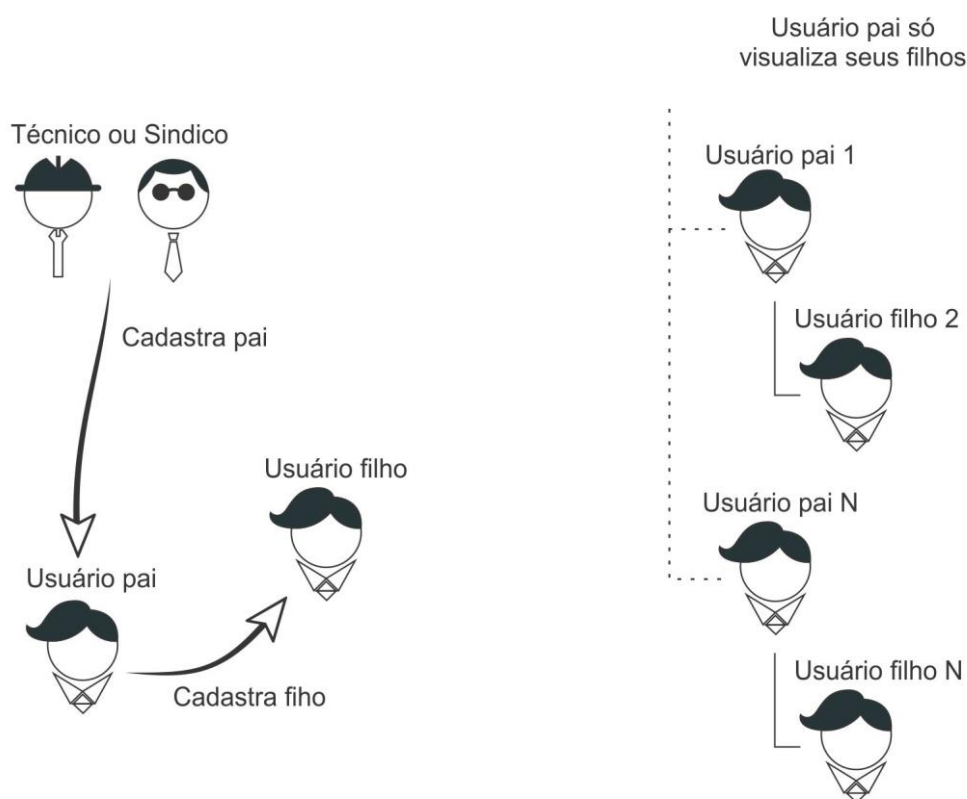 Usuário pai só
visualiza seus filhos
Técnico ou Sindico
Usuário pai 1
Usuário filho 2
Cadastra pai
Usuário filho
Usuário pai N
Usuário pai
Usuário filho N
Cadastra fiho